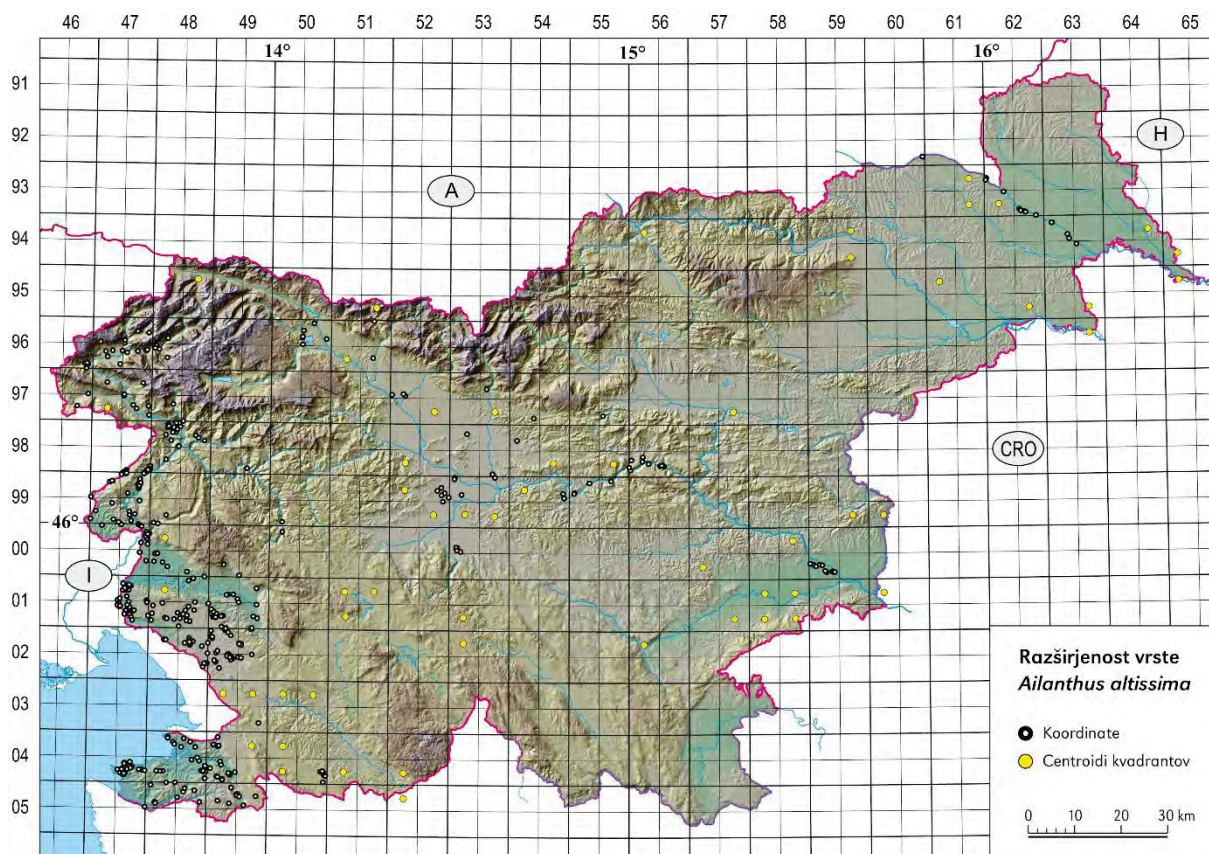 46 47 48 49 50 51 52 53 54 55 56 57 58 59 60 61 62 63 64 65
14° 15° 16°
91
92
93
94
95
96
97
98
99
46°
00
01
02
03
04
05
A
H
CRO
I
Razširjenost vrste
Ailanthus altissima
Koordinate
Centroidi kvadrantov
0 10 20 30 km